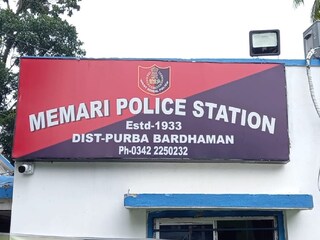 MEMARI POLICE STATION
Estd-1933
DIST-PURBA BARDHAMAN
Ph-0342 2250232